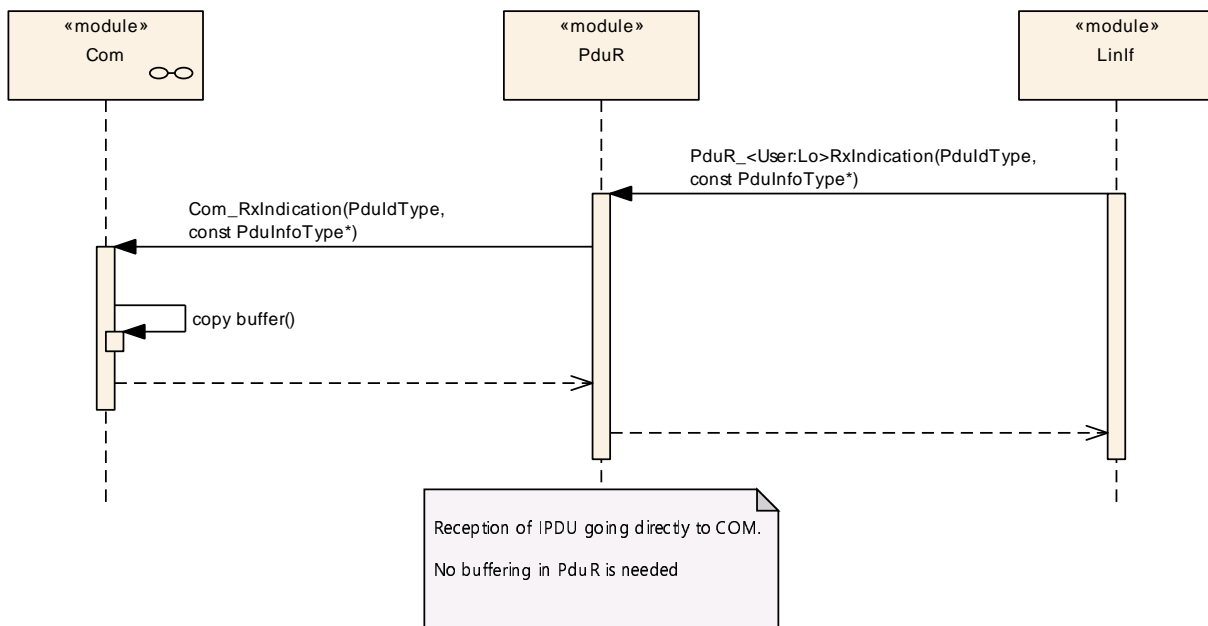 «module»
Com
«module»
PduR
«module»
LinIf
PduR_<User:Lo>RxIndication(PduIdType,
const PduInfoType*)
Com_RxIndication(PduIdType,
const PduInfoType*)
copy buffer()
Reception of IPDU going directly to COM.
No buffering in PduR is needed